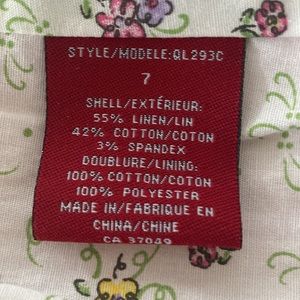 STYLE/MODELE:QL293C
7
SHELL/EXTÉRIEUR:
55% LINEN/LIN
42% COTTON/COTON
3% SPANDEX
DOUBLURE/LINING:
100% COTTON/COTON
100% POLYESTER
MADE IN/FABRIQUE EN
CHINA/CHINE
CA 37049